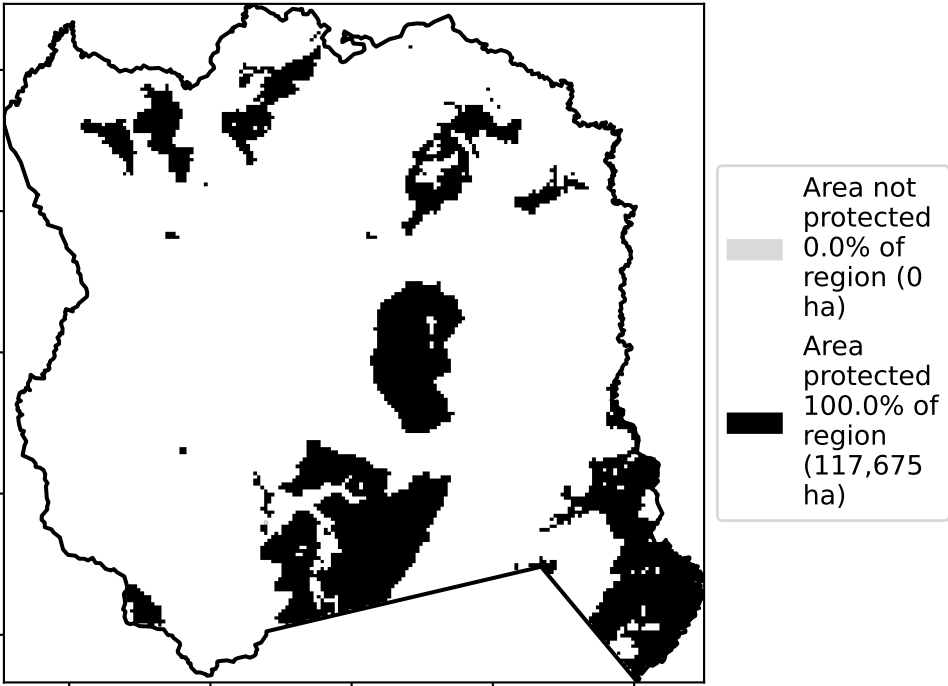 Area not
protected
0.0% of
region (0
ha)
Area
protected
100.0% of
region
(117,675
ha)